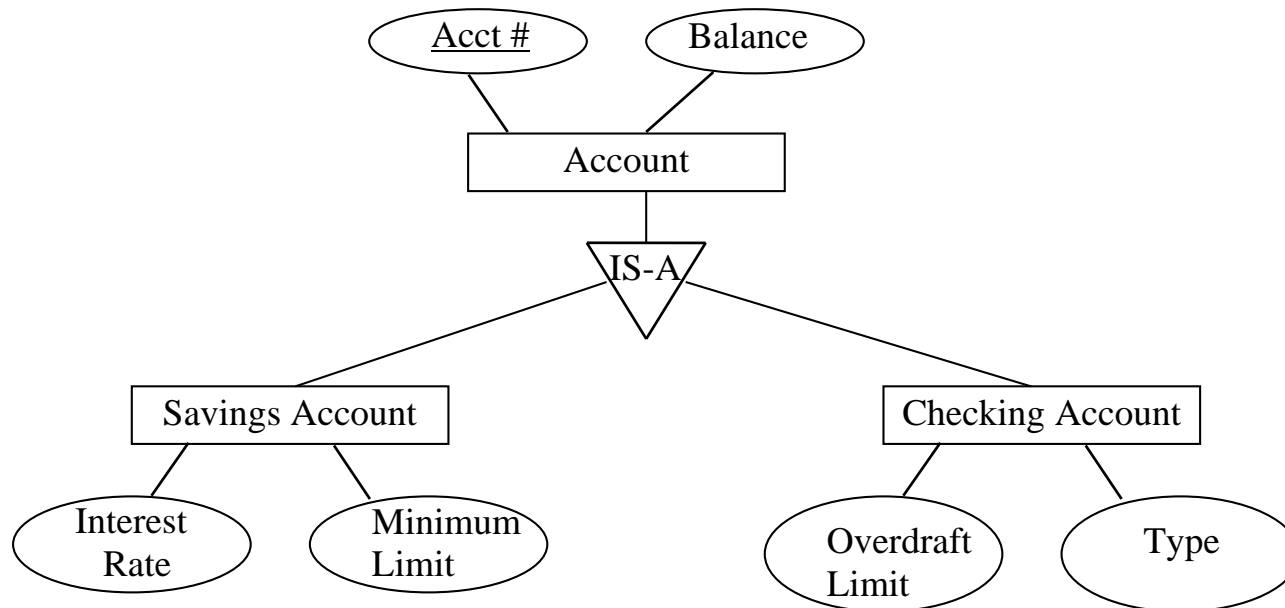 Acct #
Balance
Account
IS-A
Savings Account
Checking Account
Interest
Rate
Minimum
Limit
Overdraft
Limit
Type